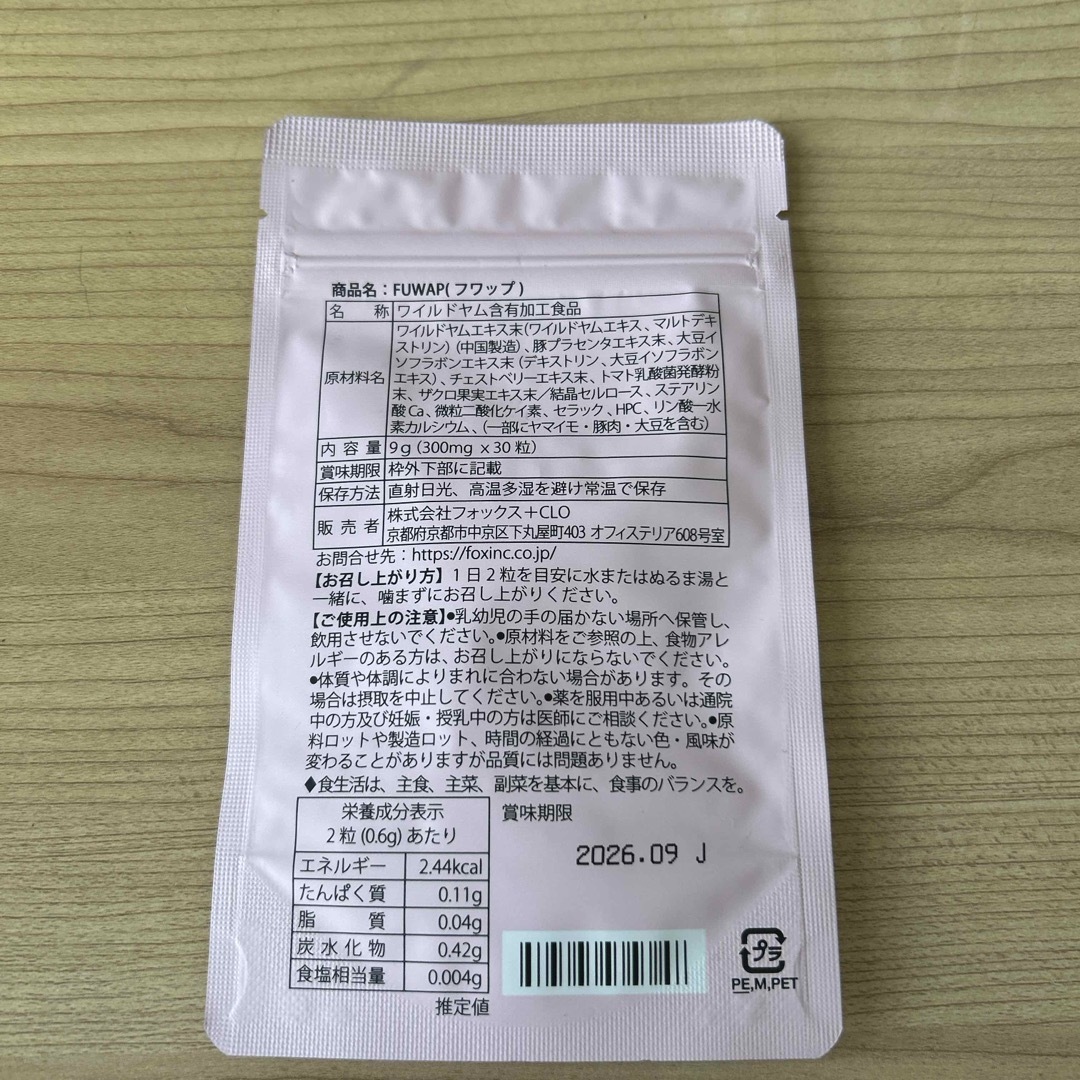 商品名：FUWAP(フワップ)
名称 ワイルドヤム含有加工食品
原材料名 ワイルドヤムエキス末(ワイルドヤムエキス、マルトデキ
ストリン)(中国製造)、豚プラセンタエキス末、大豆イ
ソフラボンエキス末(デキストリン、大豆イソフラボン
エキス)、チェストベリーエキス末、トマト乳酸菌発酵粉
末、ザクロ果実エキス末／結晶セルロース、ステアリン
酸Ca、微粒二酸化ケイ素、セラック、HPC、リン酸一水
素カルシウム、(一部にヤマイモ・豚肉・大豆を含む)
内容量 9g(300mg x30粒)
賞味期限 枠外下部に記載
保存方法 直射日光、高温多湿を避け常温で保存
販売者 株式会社フォックス＋CLO
京都府京都市中京区下丸屋町403 オフィステリア608号室
お問合せ先：https://foxinc.co.jp/
【お召し上がり方】1日2粒を目安に水またはぬるま湯と
一緒に、噛まずにお召し上がりください。
【ご使用上の注意】●乳幼児の手の届かない場所へ保管し、
飲用させないでください。●原材料をご参照の上、食物アレ
ルギーのある方は、お召し上がりにならないでください。
●体質や体調によりまれに合わない場合があります。その
場合は摂取を中止してください。●薬を服用中あるいは通院
中の方及び妊娠・授乳中の方は医師にご相談ください。●原
料ロットや製造ロット、時間の経過にともない色・風味が
変わることがありますが品質には問題ありません。
♦食生活は、主食、主菜、副菜を基本に、食事のバランスを。
栄養成分表示
2粒(0.6g)あたり
エネルギー 2.44kcal
たんぱく質 0.11g
脂質 0.04g
炭水化物 0.42g
食塩相当量 0.004g
推定値
賞味期限
2026.09 J
プラ
PE,M,PET